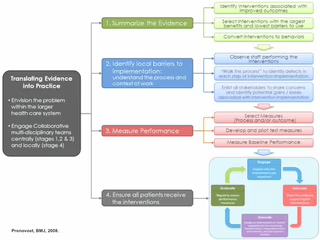 Translating Evidence
into Practice
• Envision the problem
within the larger
health care system
• Engage Collaborative
multi-disciplinary teams
centrally (stages 1,2 & 3)
and locally (stage 4)
1. Summarize the Evidence
Identify interventions associated with
improved outcomes
Select interventions with the largest
benefits and lowest barriers to use
Convert interventions to behaviors
2. Identify local barriers to
implementation:
understand the process and
context of work
Observe staff performing the
interventions
"Walk the process" to identify defects in
each step of intervention implementation
Enlist all stakeholders to share concerns
and identify potential gains / losses
associated with intervention implementation
3. Measure Performance
Select Measures
(Process and/or outcome)
Develop and pilot test measures
Measure Baseline Performance
4. Ensure all patients receive
the interventions
Engage
Educate
Execute
Evaluate
Pronovost, BMJ, 2008.